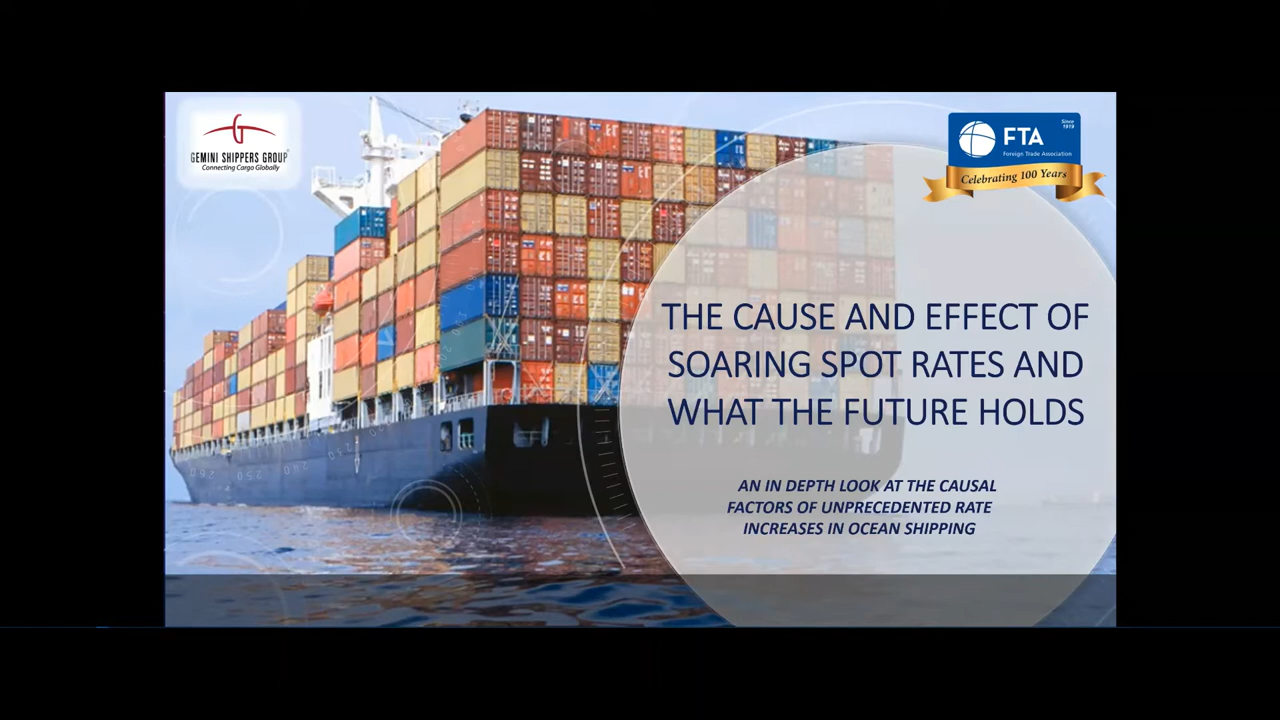 GEMINI SHIPPERS GROUP®
Connecting Cargo Globally
Since
1919
FTA
Foreign Trade Association
Celebrating 100 Years
THE CAUSE AND EFFECT OF
SOARING SPOT RATES AND
WHAT THE FUTURE HOLDS
AN IN DEPTH LOOK AT THE CAUSAL
FACTORS OF UNPRECEDENTED RATE
INCREASES IN OCEAN SHIPPING